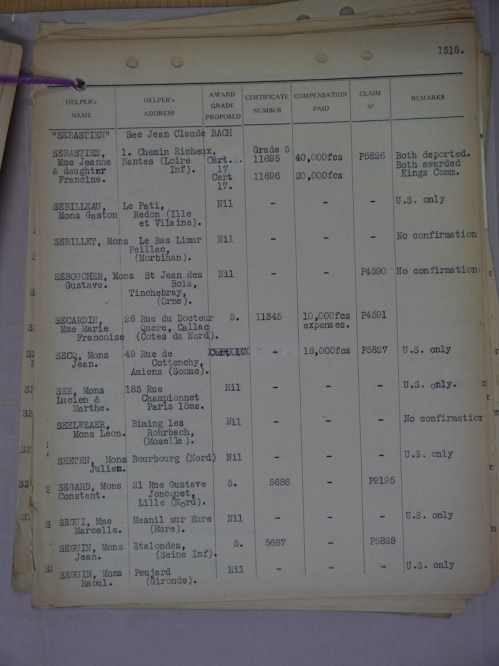 1318.
HELPER's NAME HELPER's ADDRESS AWARD GRADE PROPOSED CERTIFICATE NUMBER COMPENSATION PAID CLAIM Nº REMARKS
"SEBASTIEN" See Jean Claude BACH
SEBASTIEN, 1. Chemin Richeux, Grade 5
Mme Jeanne Nantes (Loire Cert... 11695 40,000fcs P5826 Both deported.
& daughter Inf). 17 Both awarded
Francine. Cert 11696 20,000fcs Kings Comm.
17.
SEBILLEAU, Le Pati, Nil - - - U.S. only
Mons Gaston Redon (Ille
et Vilaine).
SEBILLET, Mons Le Bas Limur Nil - - - No confirmation
Peillac,
(Morbihan).
SEBOUCHER, Mons St Jean des Nil - - P4590 No confirmation
Gustave. Bois,
Tinchebray,
(Orne).
SECARDIN, 26 Rue du Docteur 5. 11545 10,000fcs P4591
Mme Marie Quere, Callac expenses.
Francoise (Cotes du Nord).
SECQ, Mons 49 Rue de - 18,000fcs P5827 U.S. only
Jean. Cottenchy,
Amiens (Somme).
SEE, Mons 183 Rue Nil - - - U.S. only.
Lucien & Championnet
Marthe. Paris 18me.
SEELWEAER, Bining les Nil - - - No confirmation
Mons Leon. Rohrbach,
(Moselle).
SEETEN, Mons Bourbourg (Nord) Nil - - - U.S. only
Julien.
SEGARD, Mons 21 Rue Gustave 5. 5686 - P9195
Constant. Joncquet,
Lille (Nord).
SEGUI, Mme Mesnil sur Eure Nil - - - U.S. only
Marcelle. (Eure).
SEGUIN, Mons Etalondes, 5. 5687 - P5828
Jean. (Seine Inf).
SEGUIN, Mons Peujard Nil - - - U.S. only
Raoul. (Gironde).